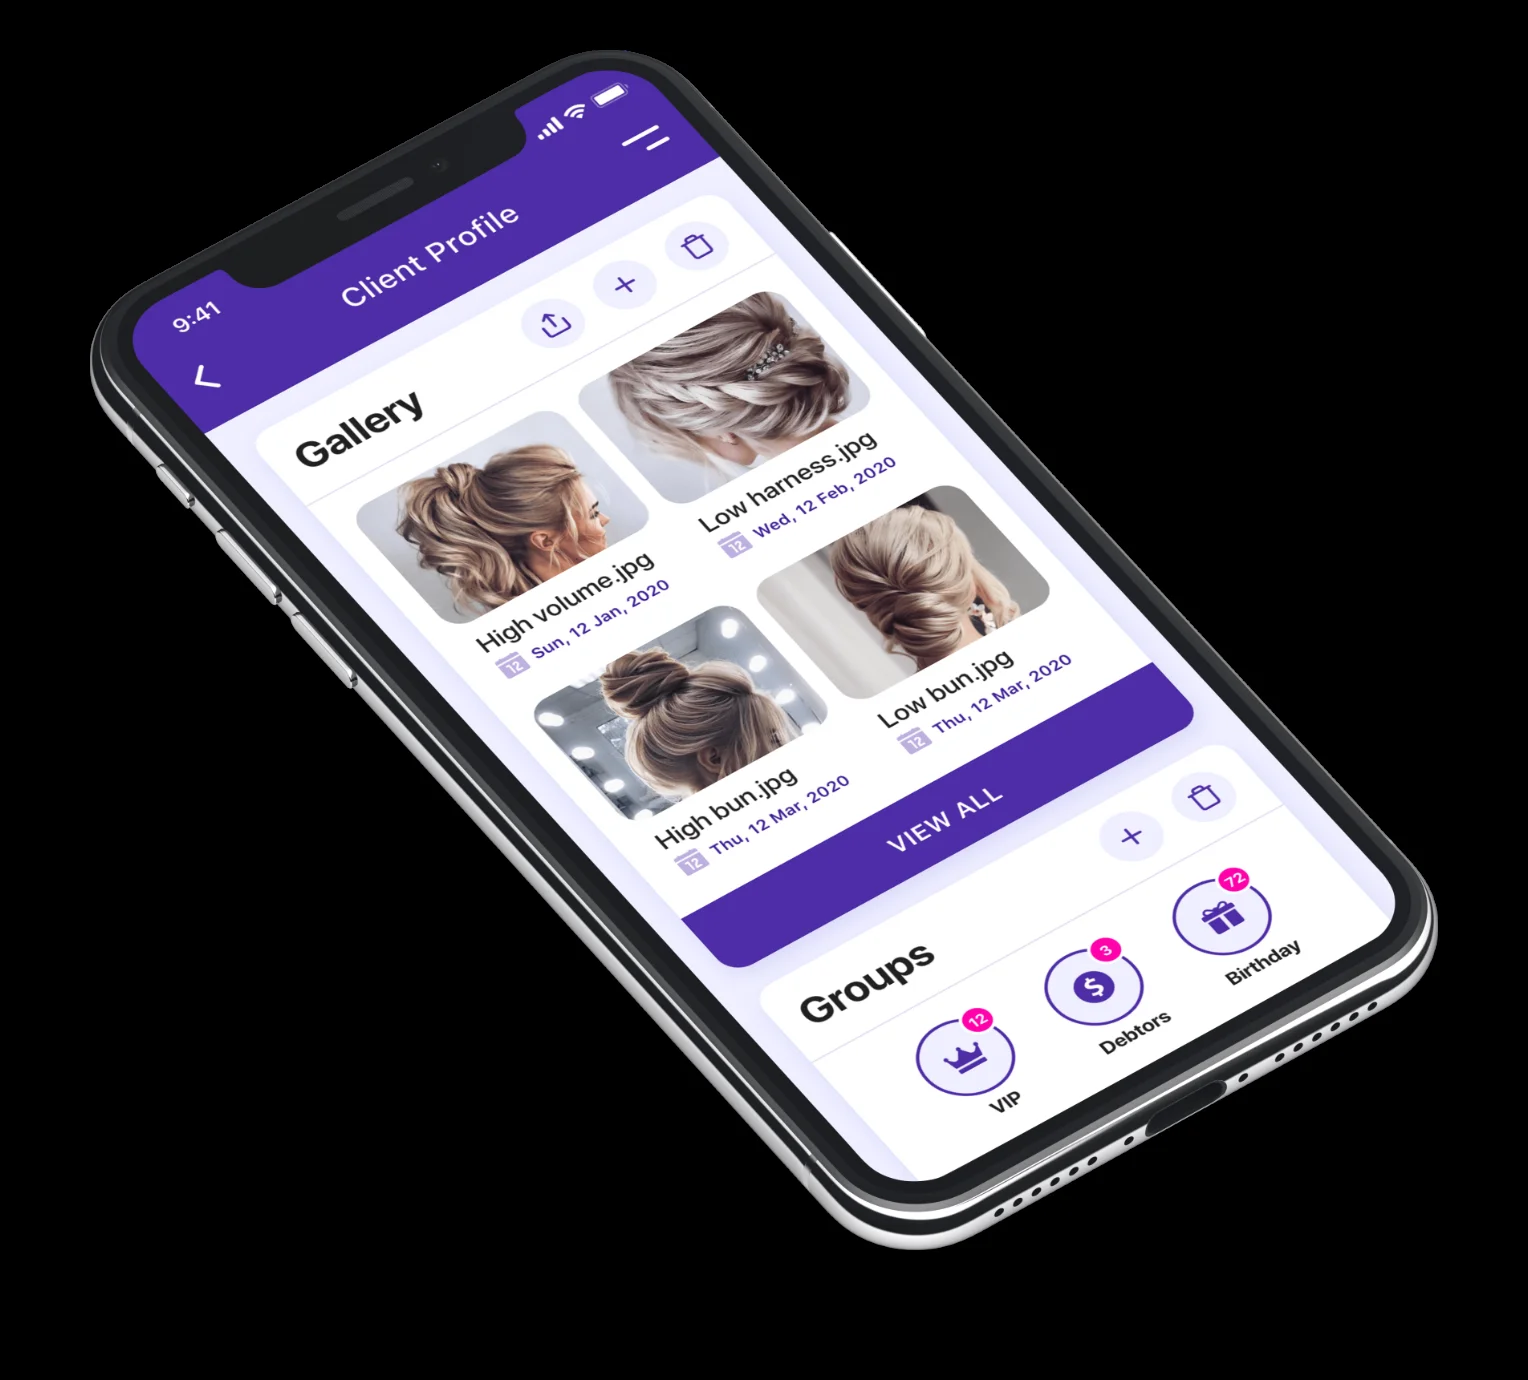 9:41
Client Profile
Gallery
High volume.jpg
12 Sun, 12 Jan, 2020
Low harness.jpg
12 Wed, 12 Feb, 2020
High bun.jpg
12 Thu, 12 Mar, 2020
Low bun.jpg
12 Thu, 12 Mar, 2020
VIEW ALL
Groups
12
VIP
3
$
Debtors
72
Birthday